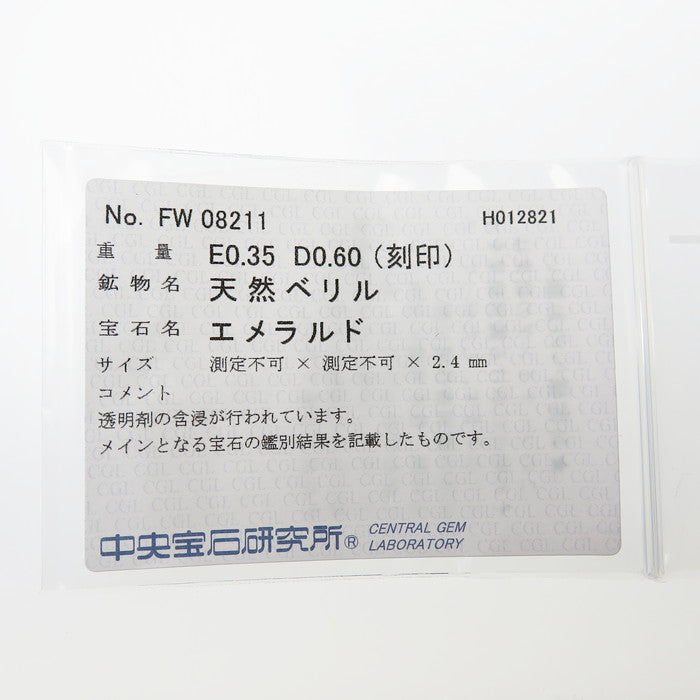 No. FW 08211 H012821
重 量 E0.35 D0.60 (刻印)
鉱 物 名 天 然 ベ リ ル
宝 石 名 エ メ ラ ル ド
サ イ ズ 測 定 不 可 × 測 定 不 可 × 2.4 mm
コメント
透明剤の含浸が行われています。
メインとなる宝石の鑑別結果を記載したものです。
中央宝石研究所® CENTRAL GEM
LABORATORY